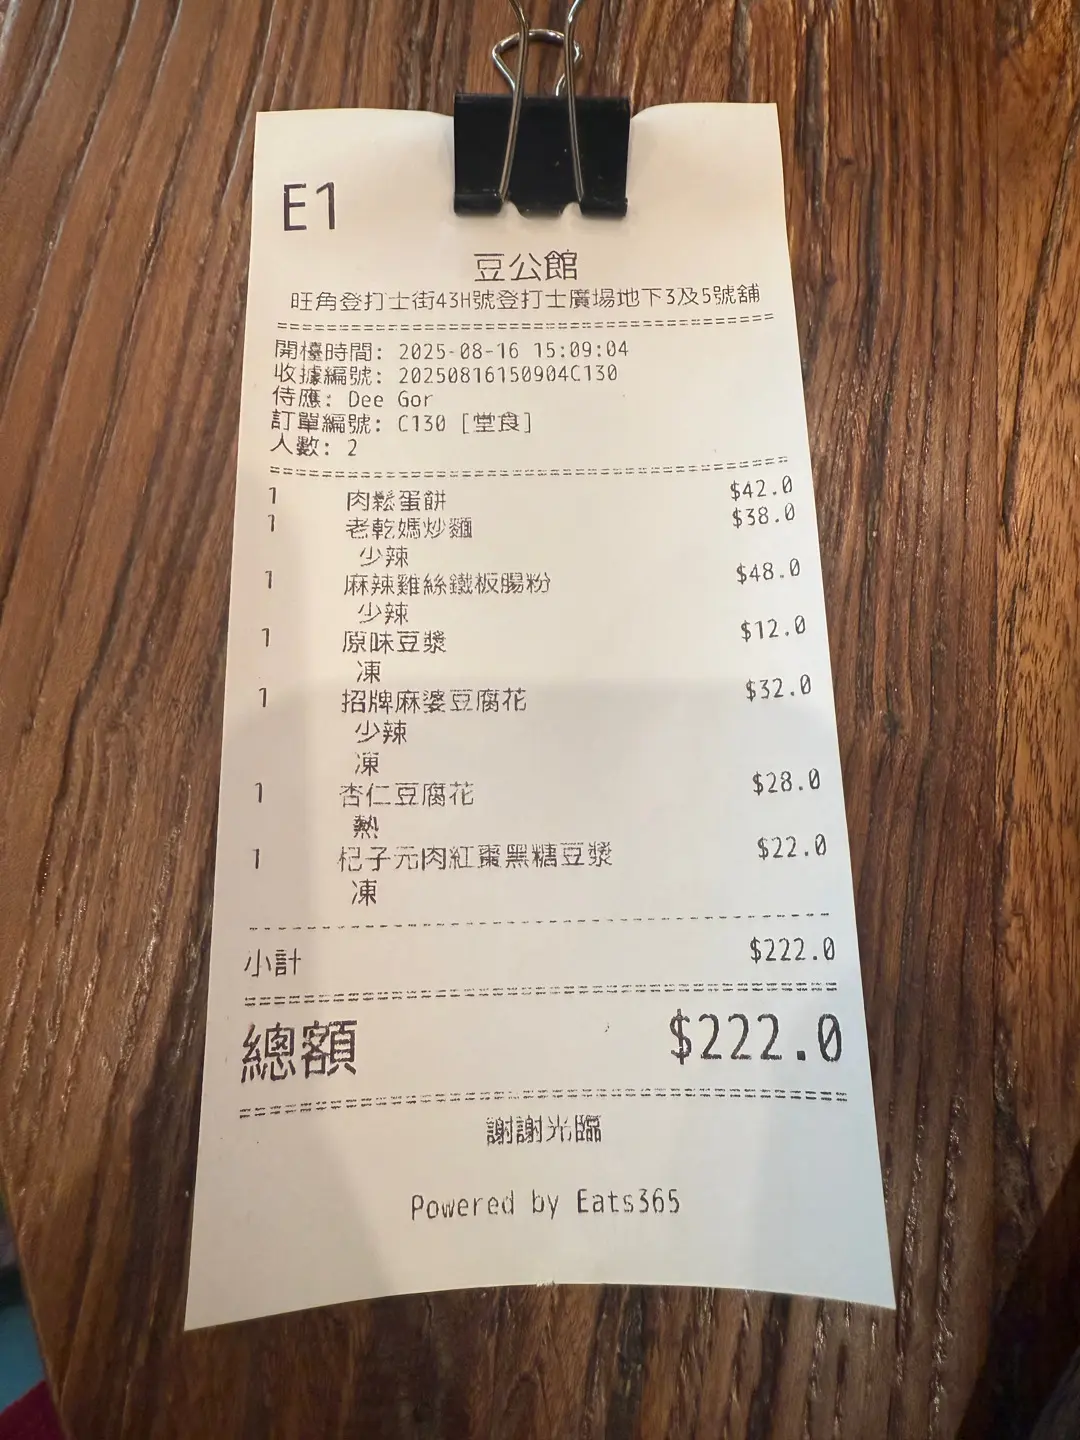 E1
豆公館
旺角登打士街43H號登打士廣場地下3及5號舖
開檯時間: 2025-08-16 15:09:04
收據編號: 20250816150904C130
侍應: Dee Gor
訂單編號: C130 [堂食]
人數: 2
1 肉鬆蛋餅 $42.0
1 老乾媽炒麵 $38.0
少辣
1 麻辣雞絲鐵板腸粉 $48.0
少辣
1 原味豆漿 $12.0
凍
1 招牌麻婆豆腐花 $32.0
少辣
凍
1 杏仁豆腐花 $28.0
熱
1 杞子元肉紅棗黑糖豆漿 $22.0
凍
小計 $222.0
總額 $222.0
謝謝光臨
Powered by Eats365